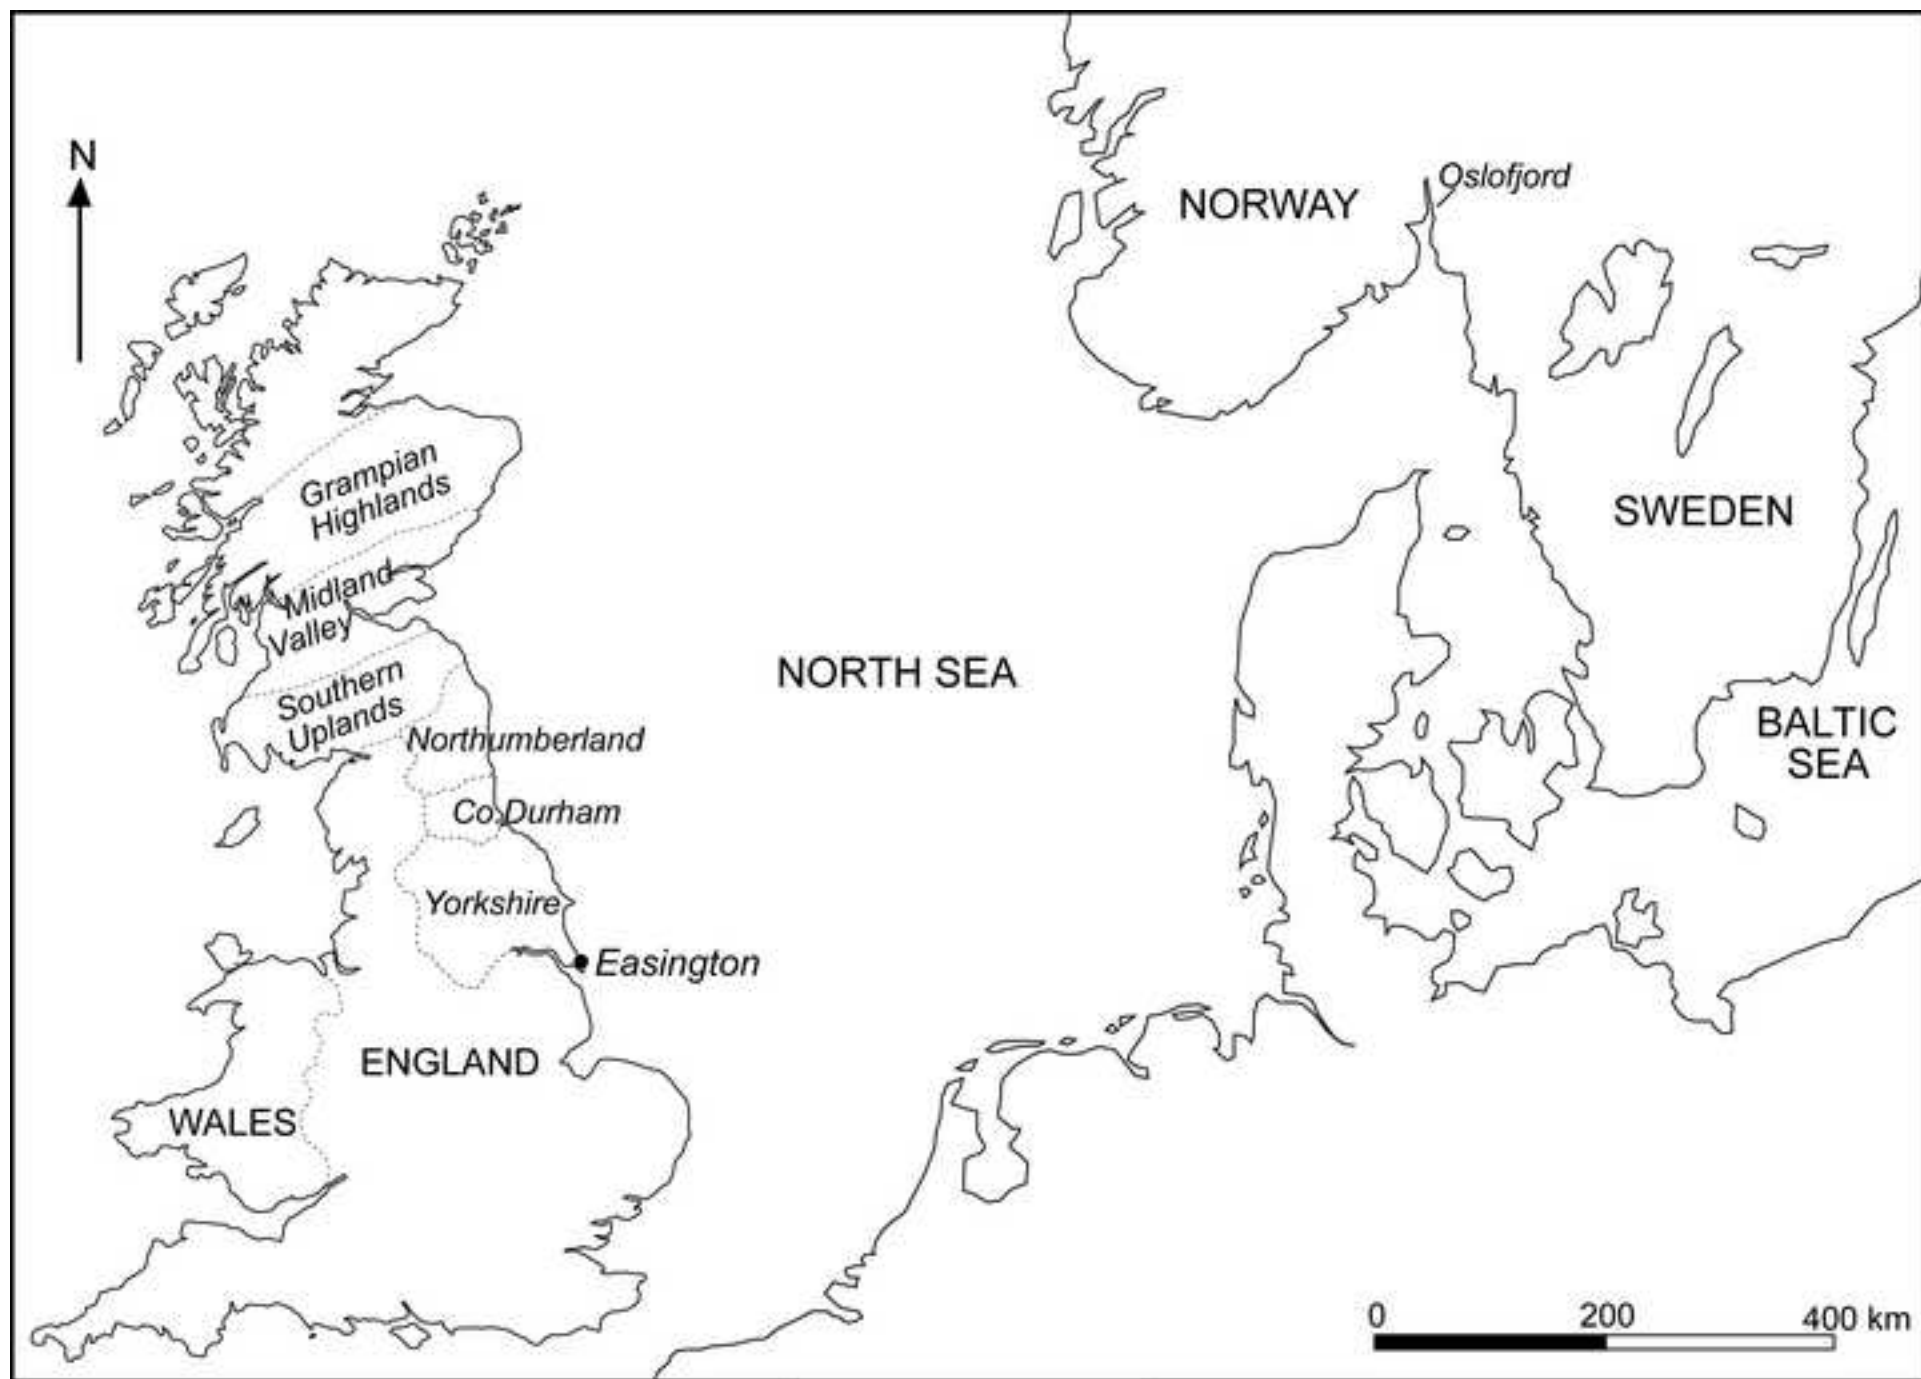 N
Oslofjord
NORWAY
Grampian
Highlands
SWEDEN
Midland
Valley
NORTH SEA
Southern
Uplands
BALTIC
SEA
Northumberland
Co.Durham
Yorkshire
Easington
ENGLAND
WALES
0 200 400 km